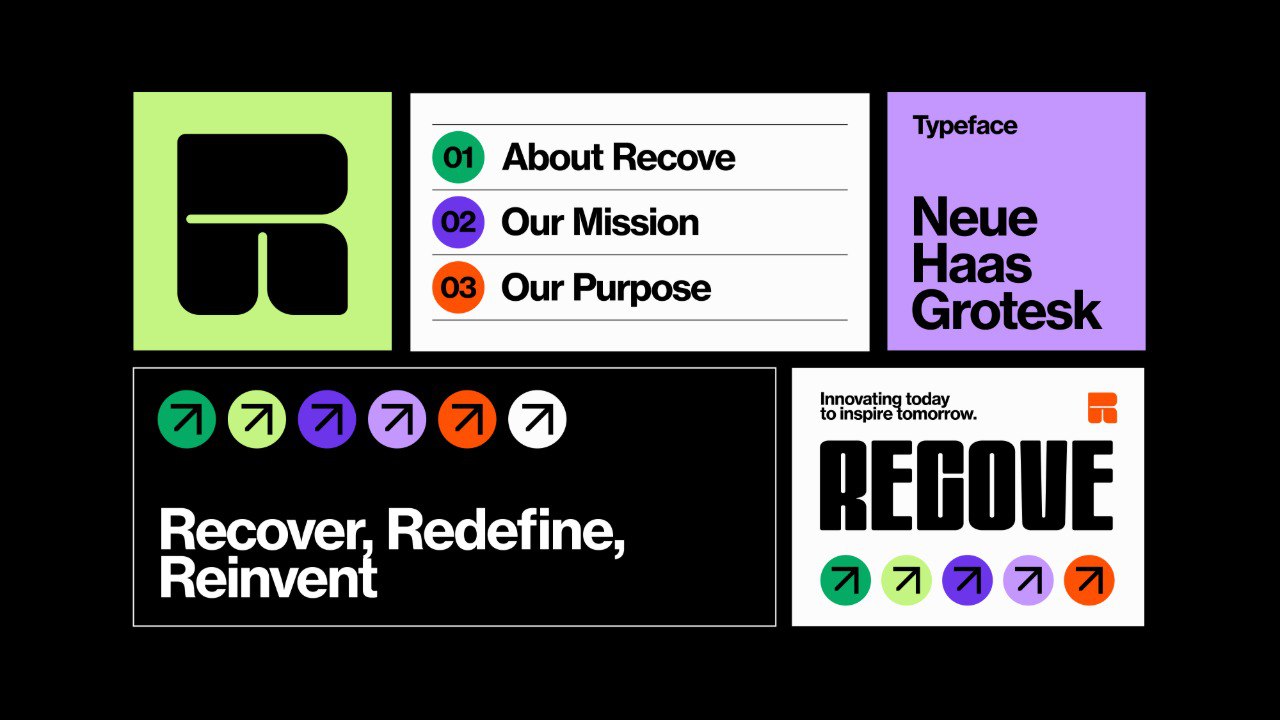 R
01 About Recove
02 Our Mission
03 Our Purpose
Typeface
Neue
Haas
Grotesk
Recover, Redefine,
Reinvent
Innovating today
to inspire tomorrow.
R
RECOVE